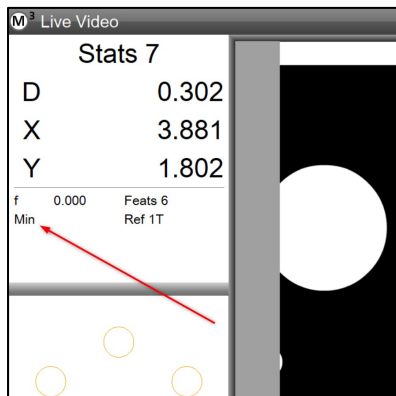 M³ Live Video
Stats 7
D 0.302
X 3.881
Y 1.802
f 0.000 Feats 6
Min Ref 1T